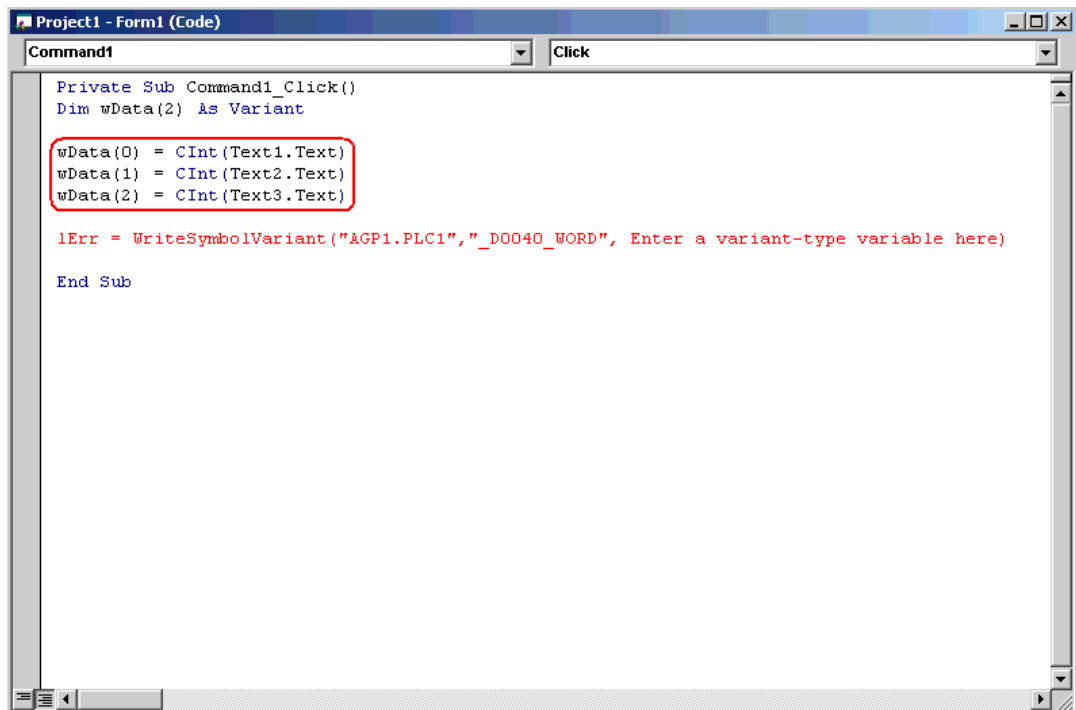 Project1 - Form1 (Code)
Command1 Click
Private Sub Command1_Click()
Dim wData(2) As Variant
wData(0) = CInt(Text1.Text)
wData(1) = CInt(Text2.Text)
wData(2) = CInt(Text3.Text)
lErr = WriteSymbolVariant("AGP1.PLC1","_D0040_WORD", Enter a variant-type variable here)
End Sub